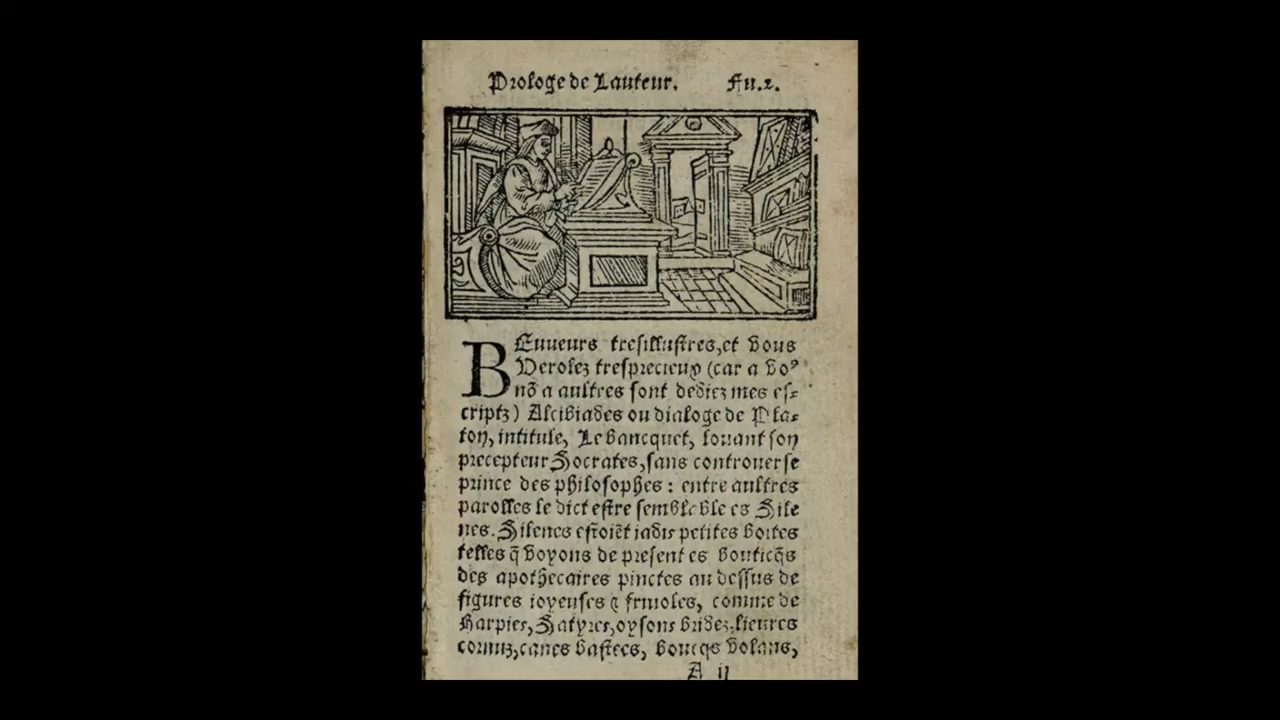 Prologe de Lauteur. Fu.2.
BEuueurs tresillustres, et vous
Verolez tresprecieux (car a vo⁹
nõ a aultres sont dediez mes es⸗
criptz) Alcibiades ou dialoge de Pla⸗
ton, intitule, Le bancquet, louant son
precepteur Socrates, sans controuerse
prince des philosophes : entre aultres
parolles le dict estre semblable es Sile
nes. Silenes estoiẽt iadis petites boites
telles q̃ voyons de present es bouticq̃s
des apothecaires pinctes au dessus de
figures ioyeuses ⁊ friuoles, comme de
Harpies, Satyres, oysons bridez, lieures
cornuz, canes bastees, boucqs volans,
A ii